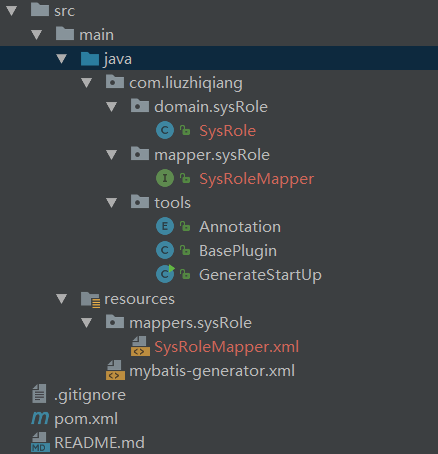 src
main
java
com.liuzhiqiang
domain.sysRole
C SysRole
mapper.sysRole
I SysRoleMapper
tools
E Annotation
C BasePlugin
C GenerateStartUp
resources
mappers.sysRole
SysRoleMapper.xml
mybatis-generator.xml
.gitignore
m pom.xml
MD README.md